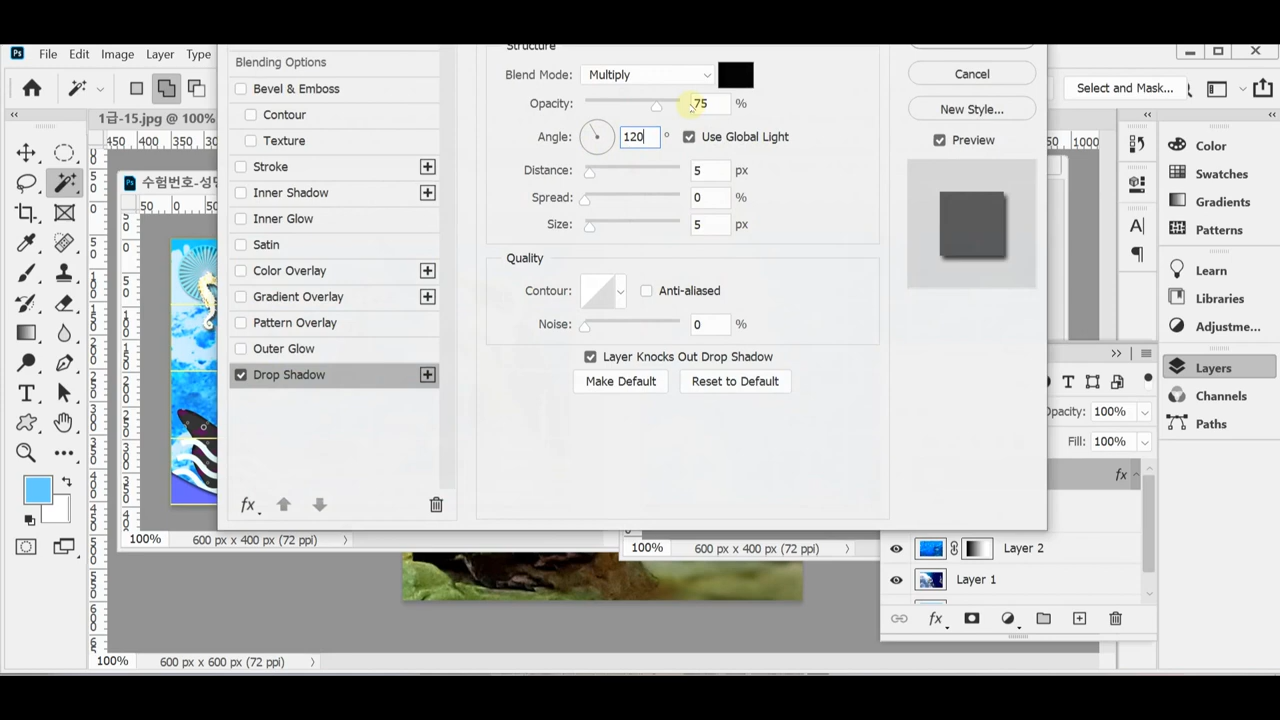 File Edit Image Layer Type
Select and Mask...
1급-15.jpg @ 100%
450 400 350
1000
수험번호-성명
50 0 50
Structure
Blending Options
Bevel & Emboss
Contour
Texture
Stroke
Inner Shadow
Inner Glow
Satin
Color Overlay
Gradient Overlay
Pattern Overlay
Outer Glow
Drop Shadow
fx
Blend Mode: Multiply
Opacity: 75 %
Angle: 120 ° Use Global Light
Distance: 5 px
Spread: 0 %
Size: 5 px
Quality
Contour: Anti-aliased
Noise: 0 %
Layer Knocks Out Drop Shadow
Make Default Reset to Default
Cancel
New Style...
Preview
Color
Swatches
Gradients
Patterns
Learn
Libraries
Adjustme...
Layers
Channels
Paths
Opacity: 100%
Fill: 100%
fx
Layer 2
Layer 1
fx
100% 600 px x 400 px (72 ppi)
100% 600 px x 400 px (72 ppi)
100% 600 px x 600 px (72 ppi)